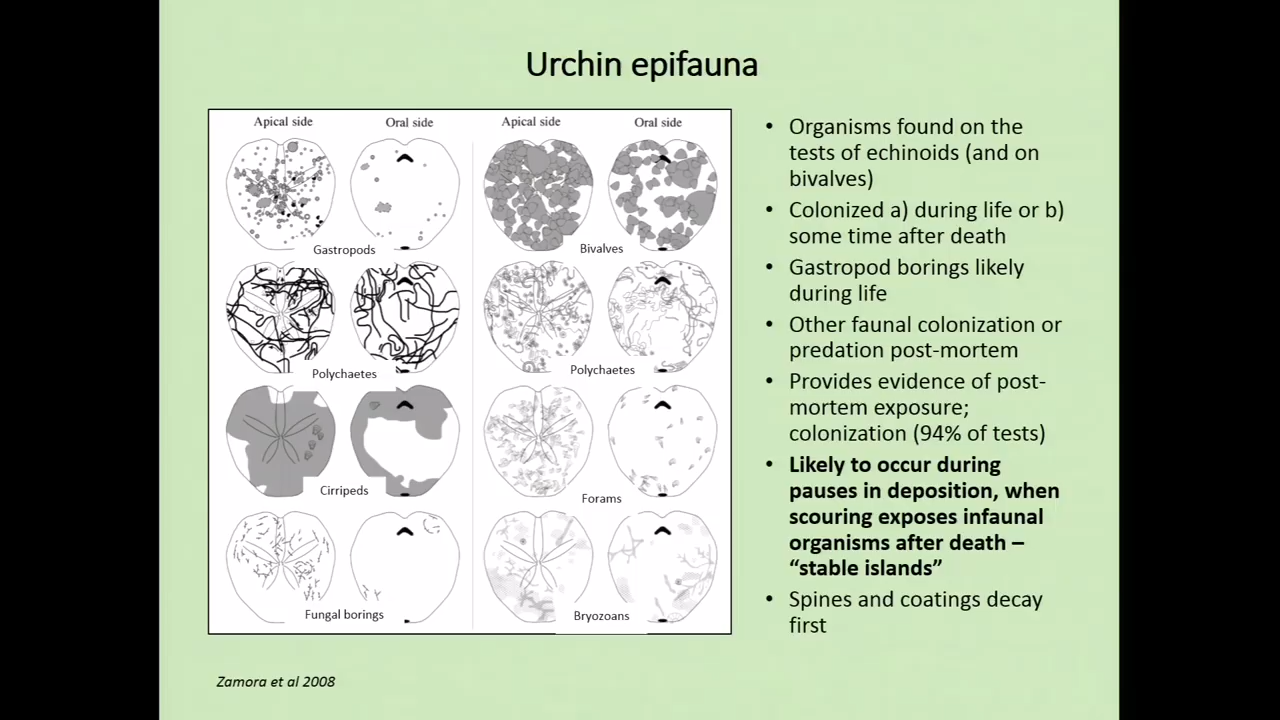 Urchin epifauna
Apical side
Oral side
Apical side
Oral side
Gastropods
Bivalves
Polychaetes
Polychaetes
Cirripeds
Forams
Fungal borings
Bryozoans
• Organisms found on the
tests of echinoids (and on
bivalves)
• Colonized a) during life or b)
some time after death
• Gastropod borings likely
during life
• Other faunal colonization or
predation post-mortem
• Provides evidence of post-
mortem exposure;
colonization (94% of tests)
• Likely to occur during
pauses in deposition, when
scouring exposes infaunal
organisms after death –
“stable islands”
• Spines and coatings decay
first
Zamora et al 2008